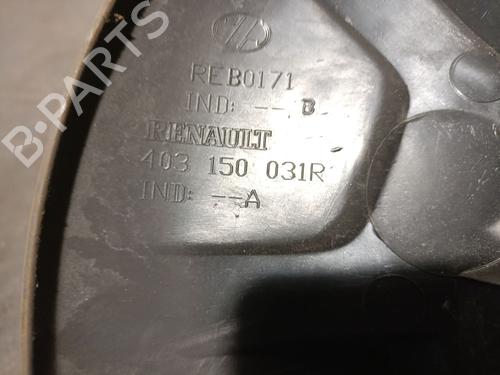 B-PARTS
REB0171
IND: -- B
RENAULT
403 150 031R
IND: --A